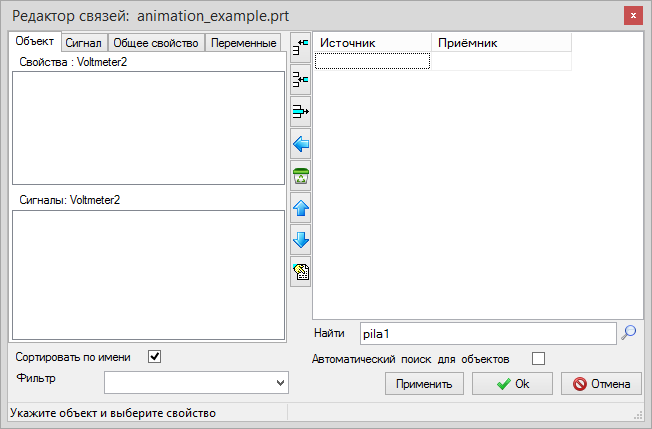 Редактор связей: animation_example.prt
Объект Сигнал Общее свойство Переменные
Свойства : Voltmeter2
Сигналы: Voltmeter2
Сортировать по имени
Фильтр
Источник Приёмник
Найти pila1
Автоматический поиск для объектов
Применить Ok Отмена
Укажите объект и выберите свойство